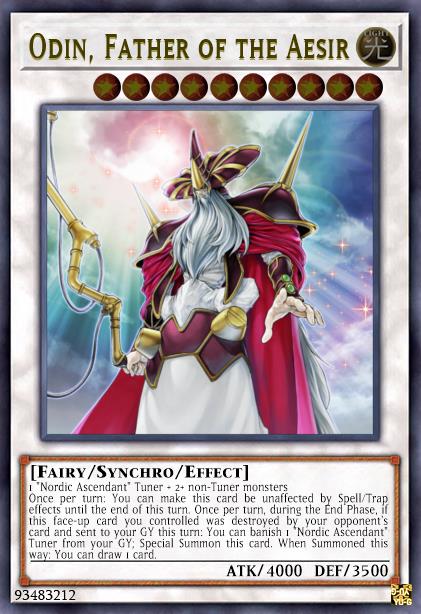 ODIN, FATHER OF THE AESIR
LIGHT
光
[FAIRY/SYNCHRO/EFFECT]
1 "Nordic Ascendant" Tuner + 2+ non-Tuner monsters
Once per turn: You can make this card be unaffected by Spell/Trap
effects until the end of this turn. Once per turn, during the End Phase, if
this face-up card you controlled was destroyed by your opponent's
card and sent to your GY this turn: You can banish 1 "Nordic Ascendant"
Tuner from your GY; Special Summon this card. When Summoned this
way: You can draw 1 card.
ATK/4000 DEF/3500
93483212